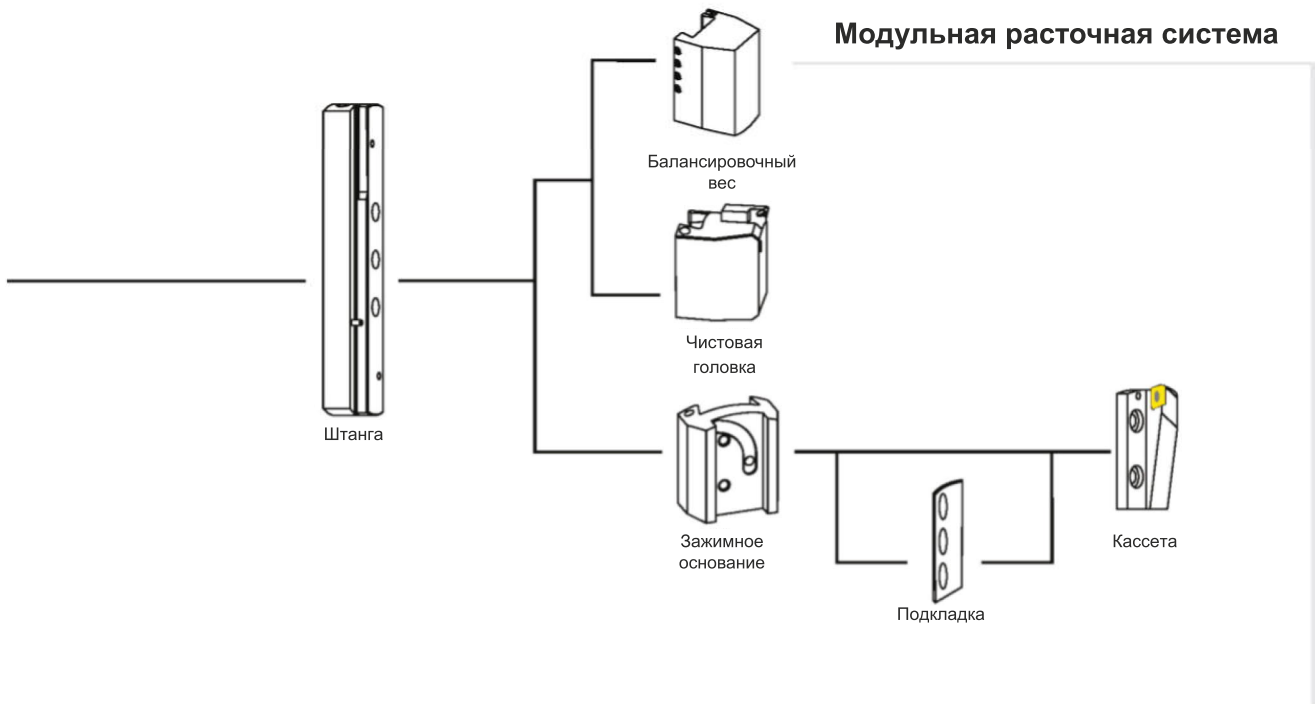 Модульная расточная система
Балансировочный
вес
Чистовая
головка
Штанга
Зажимное
основание
Кассета
Подкладка